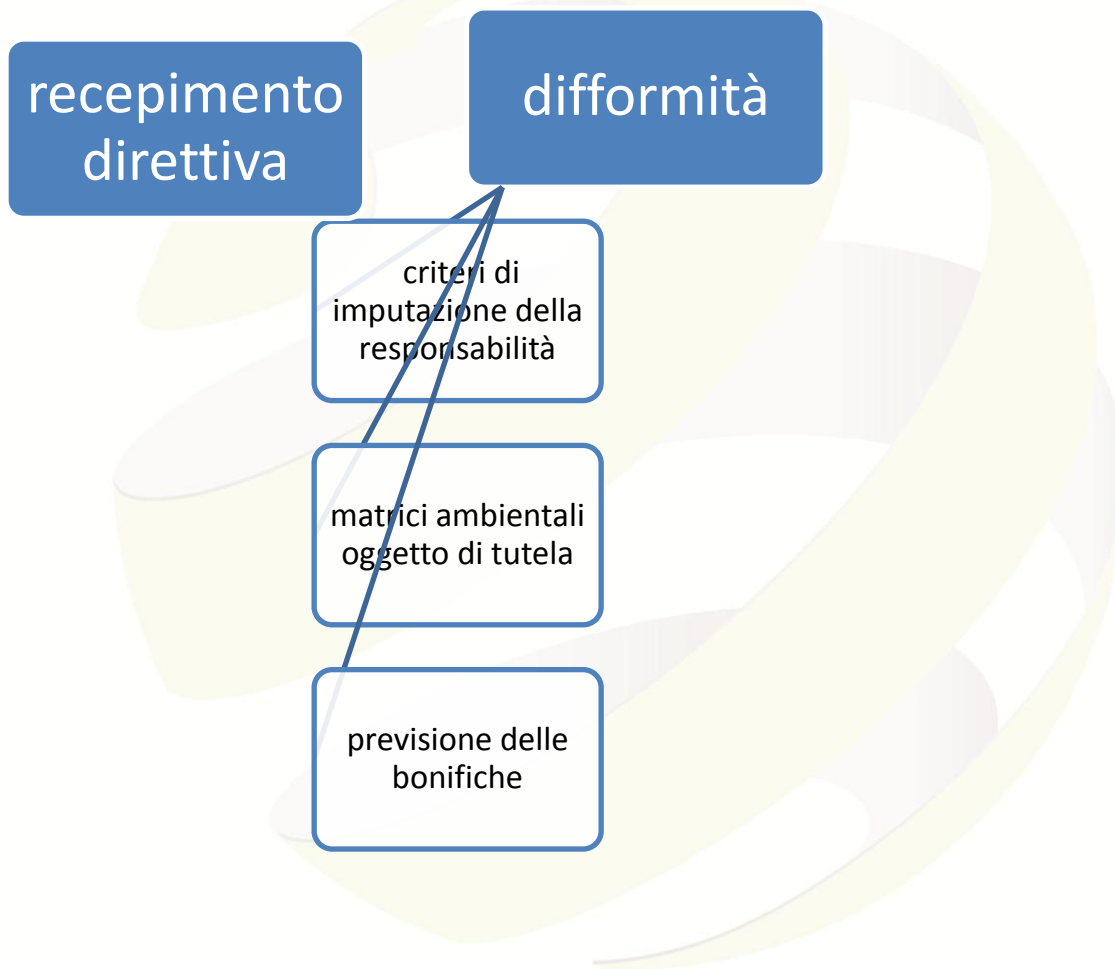 recepimento
direttiva
difformità
criteri di
imputazione della
responsabilità
matrici ambientali
oggetto di tutela
previsione delle
bonifiche